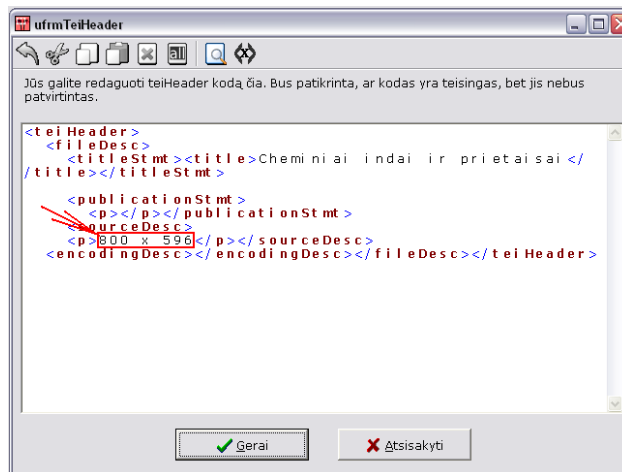 ufrmTeiHeader
Jūs galite redaguoti teiHeader kodą čia. Bus patikrinta, ar kodas yra teisingas, bet jis nebus
patvirtintas.
<teiHeader>
<fileDesc>
<titleStmt><title>Cheminiai indai ir prietaisai</
/title></titleStmt>
<publicationStmt>
<p></p></publicationStmt>
<sourceDesc>
<p>800 x 596</p></sourceDesc>
<encodingDesc></encodingDesc></fileDesc></teiHeader>
Gerai
Atsisakyti